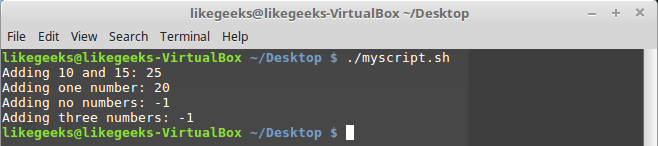 likegeeks@likegeeks-VirtualBox ~/Desktop
File Edit View Search Terminal Help
likegeeks@likegeeks-VirtualBox ~/Desktop $ ./myscript.sh
Adding 10 and 15: 25
Adding one number: 20
Adding no numbers: -1
Adding three numbers: -1
likegeeks@likegeeks-VirtualBox ~/Desktop $